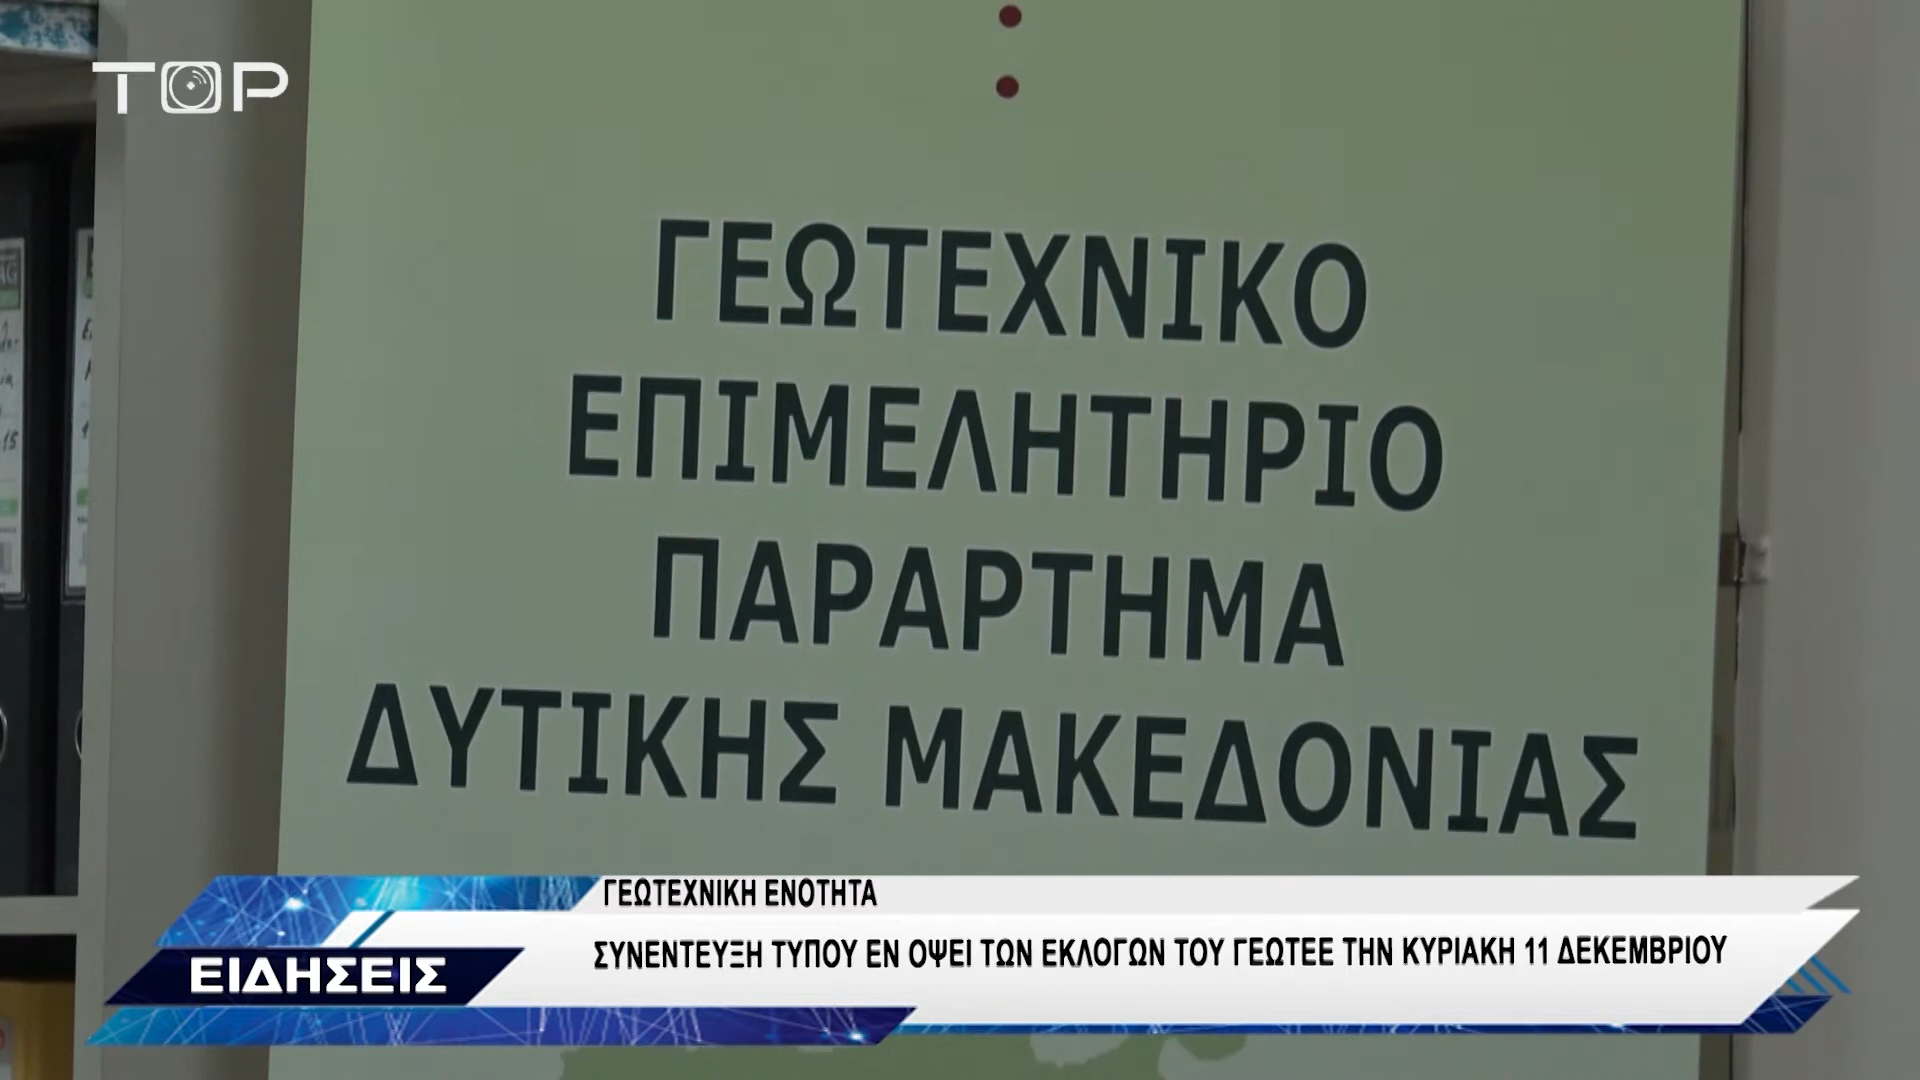 TOP
ΓΕΩΤΕΧΝΙΚΟ
ΕΠΙΜΕΛΗΤΗΡΙΟ
ΠΑΡΑΡΤΗΜΑ
ΔΥΤΙΚΗΣ ΜΑΚΕΔΟΝΙΑΣ
ΓΕΩΤΕΧΝΙΚΗ ΕΝΟΤΗΤΑ
ΕΙΔΗΣΕΙΣ
ΣΥΝΕΝΤΕΥΞΗ ΤΥΠΟΥ ΕΝ ΟΨΕΙ ΤΩΝ ΕΚΛΟΓΩΝ ΤΟΥ ΓΕΩΤΕΕ ΤΗΝ ΚΥΡΙΑΚΗ 11 ΔΕΚΕΜΒΡΙΟΥ